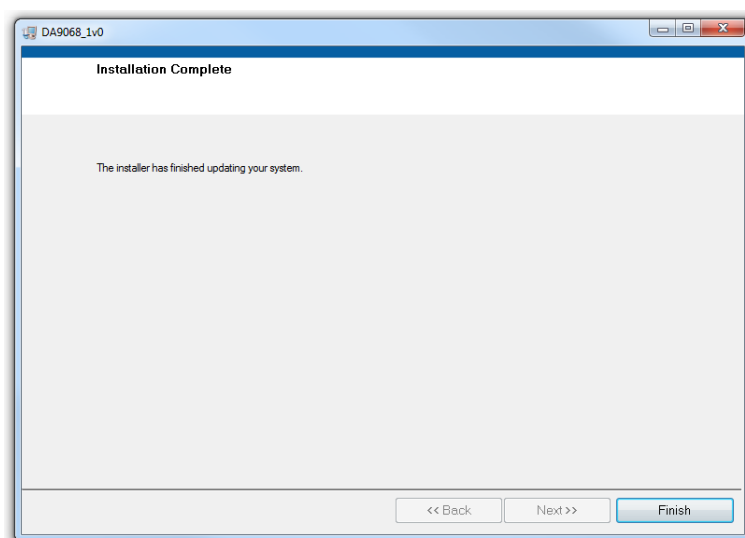 DA9068_1v0
Installation Complete
The installer has finished updating your system.
<< Back
Next >>
Finish